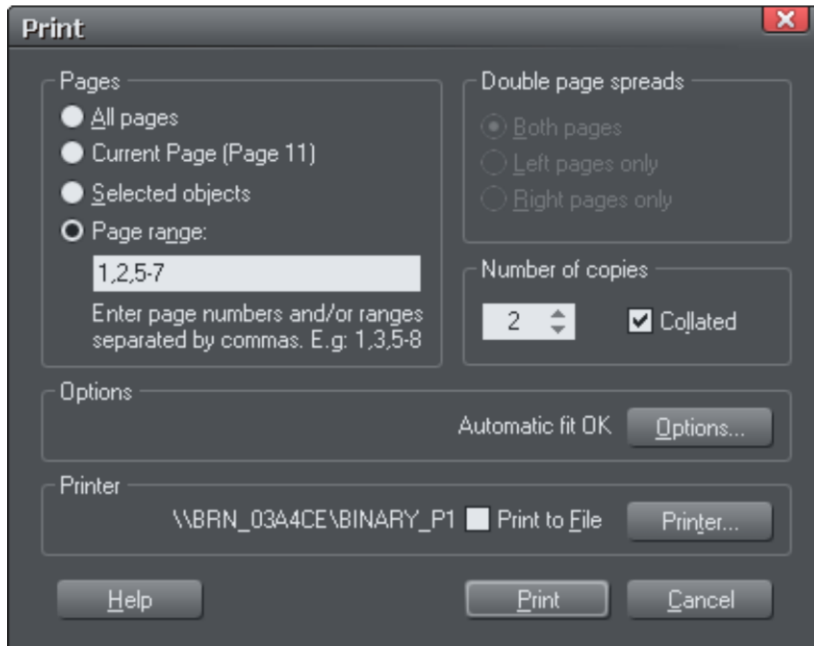 Print
Pages
All pages
Current Page (Page 11)
Selected objects
Page range:
1,2,5-7
Enter page numbers and/or ranges
separated by commas. E.g: 1,3,5-8
Double page spreads
Both pages
Left pages only
Right pages only
Number of copies
2
Collated
Options
Automatic fit OK
Options...
Printer
\\BRN_03A4CE\BINARY_P1
Print to File
Printer...
Help
Print
Cancel